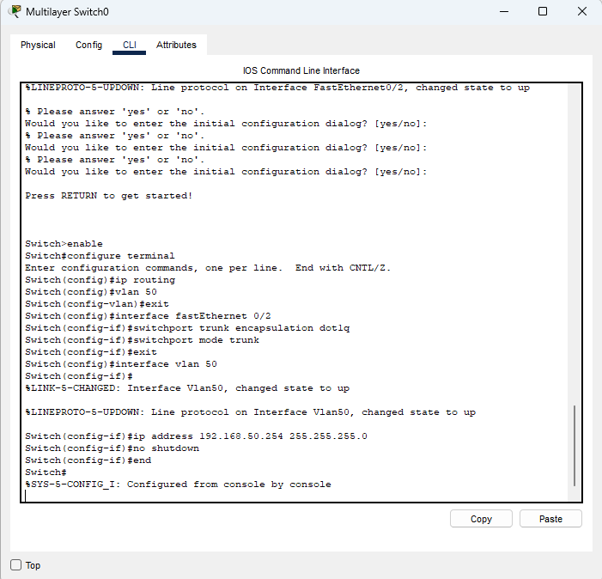 Multilayer Switch0
Physical Config CLI Attributes
IOS Command Line Interface
%LINEPROTO-5-UPDOWN: Line protocol on Interface FastEthernet0/2, changed state to up
% Please answer 'yes' or 'no'.
Would you like to enter the initial configuration dialog? [yes/no]:
% Please answer 'yes' or 'no'.
Would you like to enter the initial configuration dialog? [yes/no]:
% Please answer 'yes' or 'no'.
Would you like to enter the initial configuration dialog? [yes/no]:
Press RETURN to get started!
Switch>enable
Switch#configure terminal
Enter configuration commands, one per line.  End with CNTL/Z.
Switch(config)#ip routing
Switch(config)#vlan 50
Switch(config-vlan)#exit
Switch(config)#interface fastEthernet 0/2
Switch(config-if)#switchport trunk encapsulation dot1q
Switch(config-if)#switchport mode trunk
Switch(config-if)#exit
Switch(config)#interface vlan 50
Switch(config-if)#
%LINK-5-CHANGED: Interface Vlan50, changed state to up
%LINEPROTO-5-UPDOWN: Line protocol on Interface Vlan50, changed state to up
Switch(config-if)#ip address 192.168.50.254 255.255.255.0
Switch(config-if)#no shutdown
Switch(config-if)#end
Switch#
%SYS-5-CONFIG_I: Configured from console by console
Copy Paste
Top